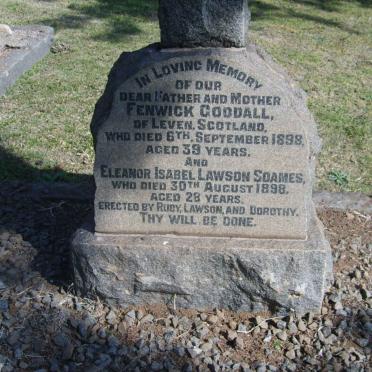 In Loving Memory
of our
dear Father and Mother
Fenwick Goodall,
of Leven, Scotland,
who died 6th, September 1898,
aged 39 years.
and
Eleanor Isabel Lawson Soames,
who died 30th August 1898.
aged 28 years.
Erected by Ruby, Lawson, and Dorothy.
Thy will be done.